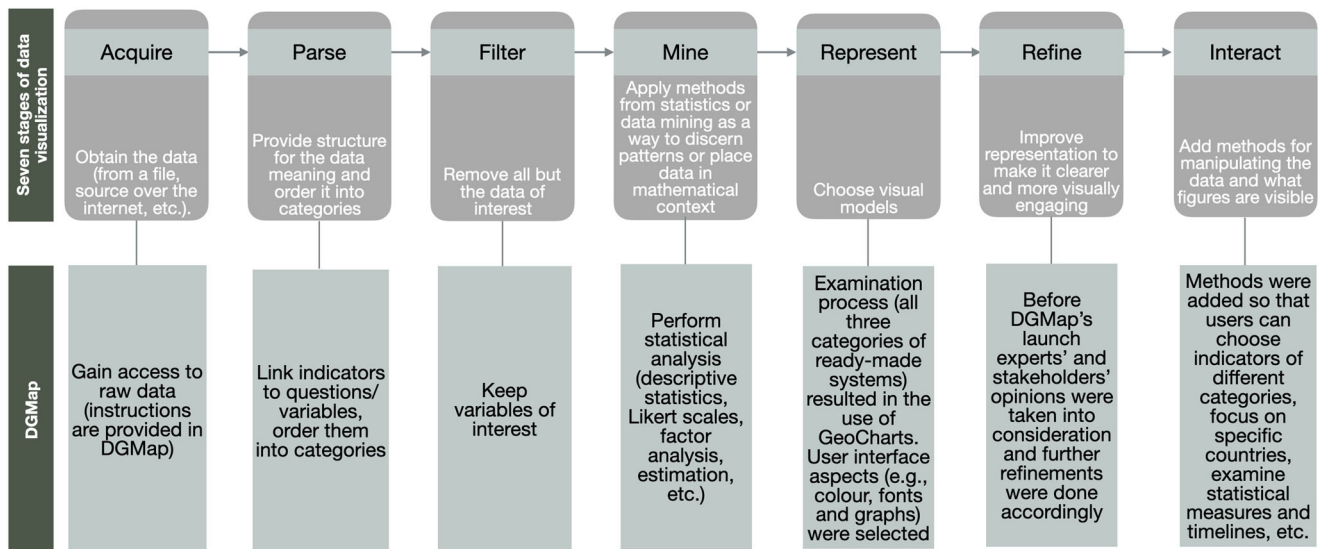 Seven stages of data
visualization
Acquire
Obtain the data
(from a file,
source over the
internet, etc.).
Parse
Provide structure
for the data
meaning and
order it into
categories
Filter
Remove all but
the data of
interest
Mine
Apply methods
from statistics or
data mining as a
way to discern
patterns or place
data in
mathematical
context
Represent
Choose visual
models
Refine
Improve
representation to
make it clearer
and more visually
engaging
Interact
Add methods for
manipulating the
data and what
figures are visible
DGMap
Gain access to
raw data
(instructions
are provided in
DGMap)
Link indicators
to questions/
variables,
order them
into categories
Keep
variables of
interest
Perform
statistical
analysis
(descriptive
statistics,
Likert scales,
factor
analysis,
estimation,
etc.)
Examination
process (all
three
categories of
ready-made
systems)
resulted in the
use of
GeoCharts.
User interface
aspects (e.g.,
colour, fonts
and graphs)
were selected
Before
DGMap’s
launch
experts’ and
stakeholders’
opinions were
taken into
consideration
and further
refinements
were done
accordingly
Methods were
added so that
users can
choose
indicators of
different
categories,
focus on
specific
countries,
examine
statistical
measures and
timelines, etc.